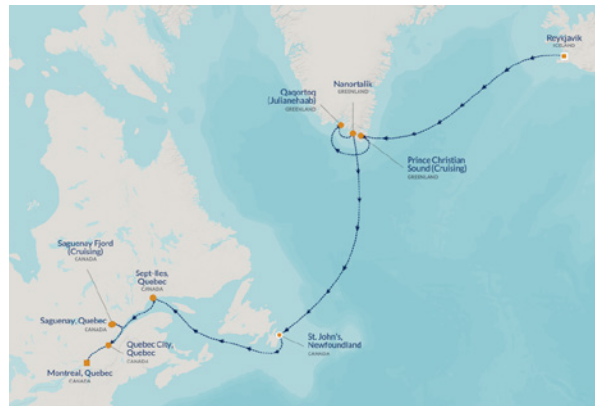 Reykjavik
ICELAND
Nanortalik
GREENLAND
Qaqortoq
(Julianehaab)
GREENLAND
Prince Christian
Sound (Cruising)
GREENLAND
Saguenay Fjord
(Cruising)
CANADA
Sept-Iles,
Quebec
CANADA
Saguenay, Quebec
CANADA
St. John's,
Newfoundland
CANADA
Quebec City,
Quebec
CANADA
Montreal, Quebec
CANADA